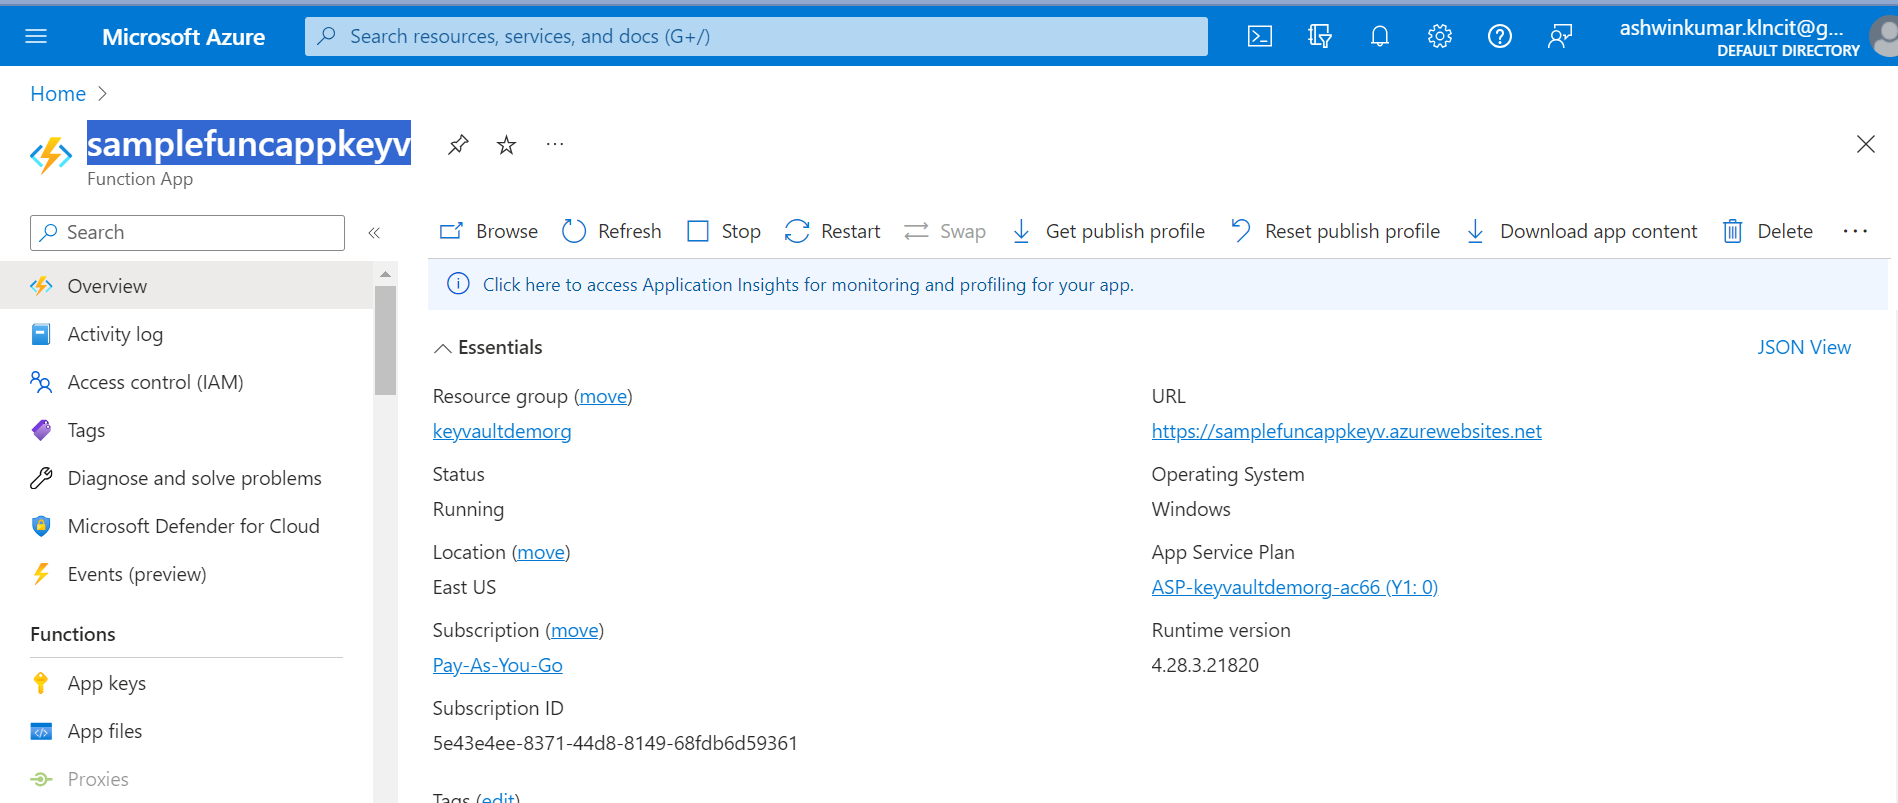 Microsoft Azure
Search resources, services, and docs (G+/)
ashwinkumar.klncit@g...
DEFAULT DIRECTORY
Home
samplefuncappkeyv
...
Function App
Search
«
Browse
Refresh
Stop
Restart
Swap
Get publish profile
Reset publish profile
Download app content
Delete
...
Click here to access Application Insights for monitoring and profiling for your app.
Overview
Activity log
Access control (IAM)
Tags
Diagnose and solve problems
Microsoft Defender for Cloud
Events (preview)
Functions
App keys
App files
Proxies
Essentials
JSON View
Resource group (move)
keyvaultdemorg
Status
Running
Location (move)
East US
Subscription (move)
Pay-As-You-Go
Subscription ID
5e43e4ee-8371-44d8-8149-68fdb6d59361
Tags (edit)
URL
https://samplefuncappkeyv.azurewebsites.net
Operating System
Windows
App Service Plan
ASP-keyvaultdemorg-ac66 (Y1: 0)
Runtime version
4.28.3.21820